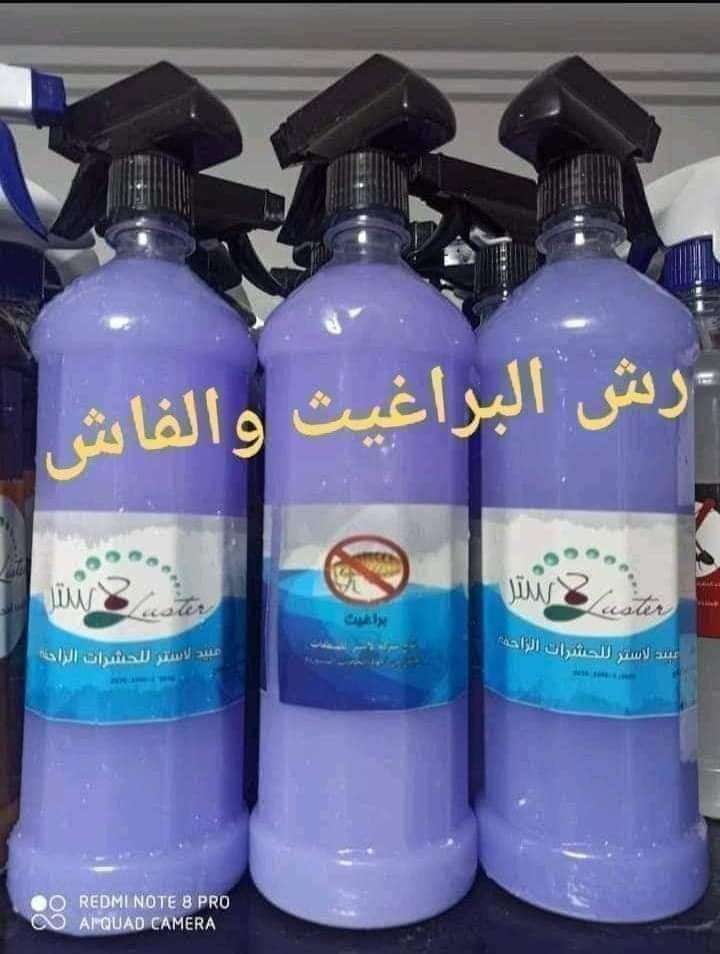 رش البراغيث والفاش
لاستر
Luster
مبيد لاستر للحشرات الزاحفة
براغيث
لاستر
Luster
مبيد لاستر للحشرات الزاحفة
REDMI NOTE 8 PRO
AI QUAD CAMERA